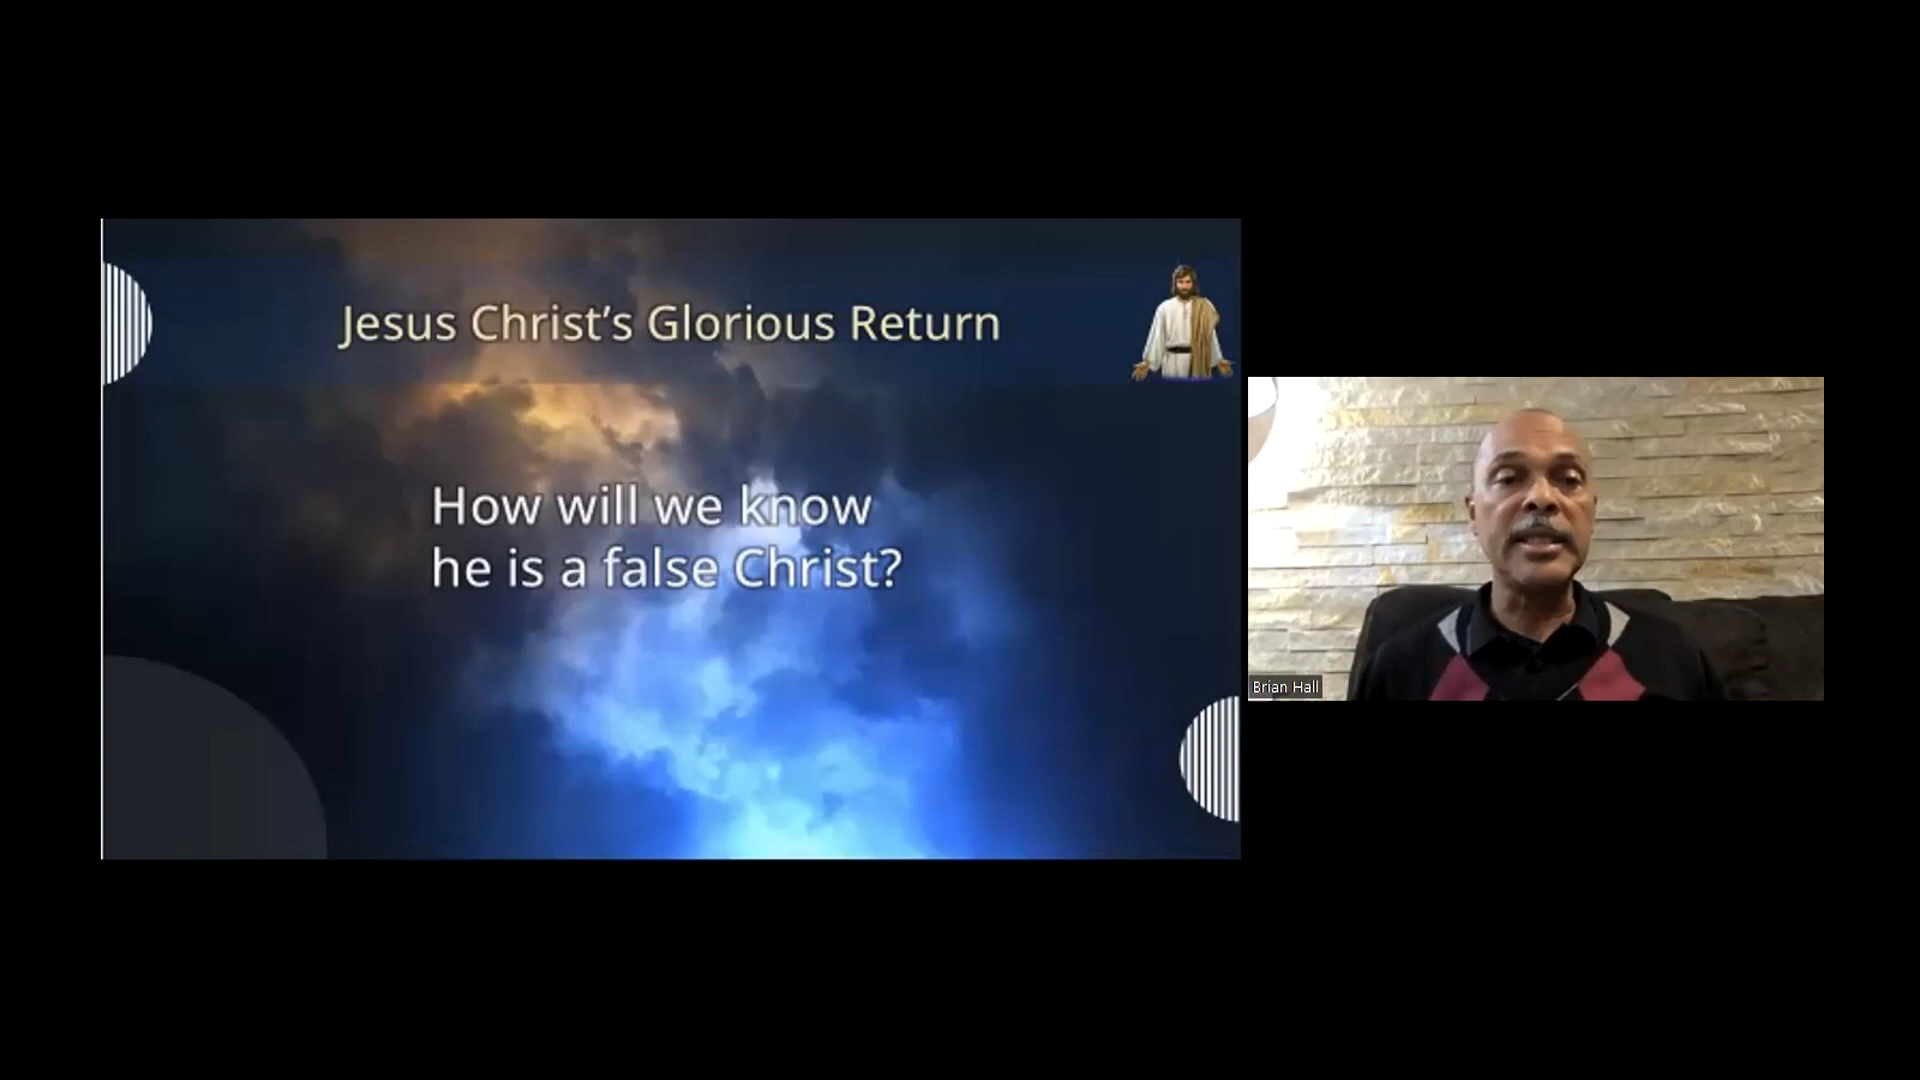 Jesus Christ’s Glorious Return
How will we know
he is a false Christ?
Brian Hall